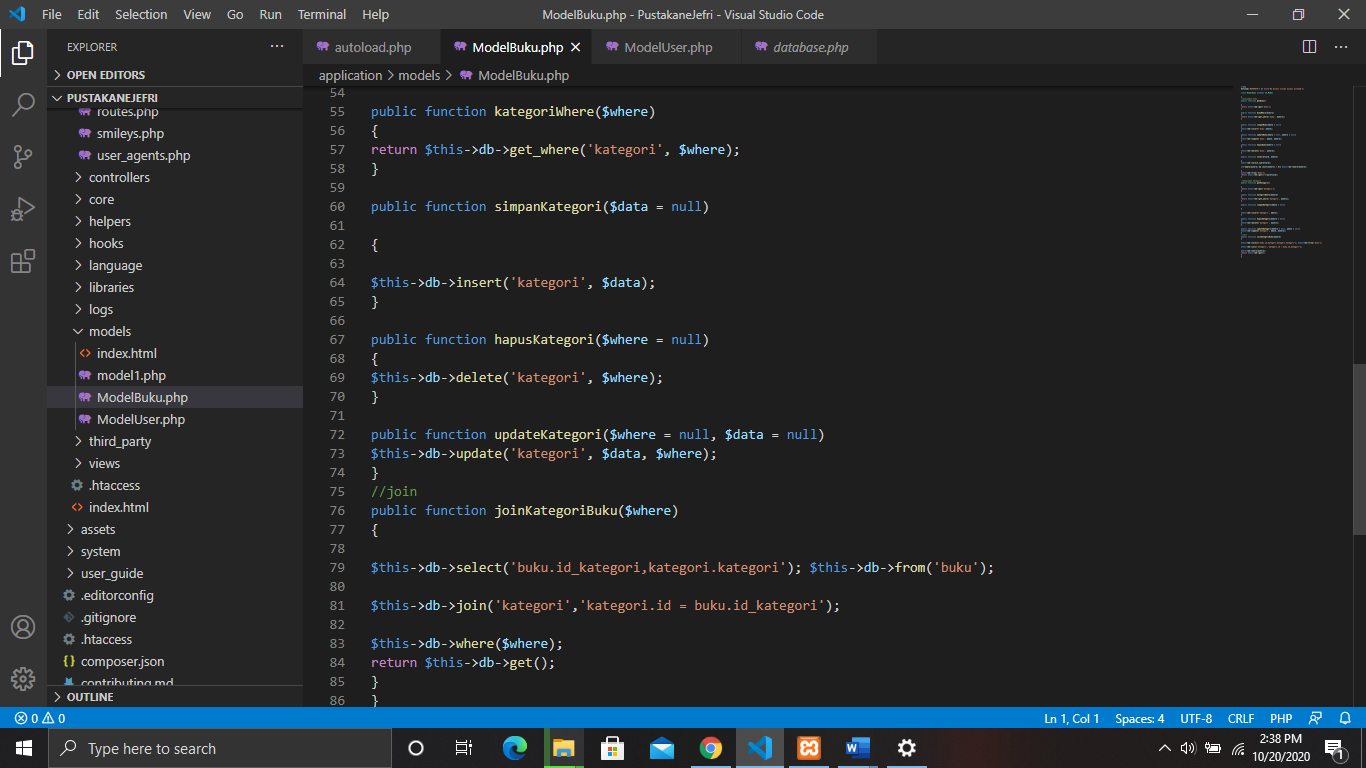 File Edit Selection View Go Run Terminal Help ModelBuku.php - PustakaneJefri - Visual Studio Code
EXPLORER
OPEN EDITORS
PUSTAKANEJEFRI
routes.php
smileys.php
user_agents.php
controllers
core
helpers
hooks
language
libraries
logs
models
index.html
model1.php
ModelBuku.php
ModelUser.php
third_party
views
.htaccess
index.html
assets
system
user_guide
.editorconfig
.gitignore
.htaccess
composer.json
contributing.md
OUTLINE
autoload.php ModelBuku.php ModelUser.php database.php
application > models > ModelBuku.php
54
55 public function kategoriWhere($where)
56 {
57 return $this->db->get_where('kategori', $where);
58 }
59
60 public function simpanKategori($data = null)
61
62 {
63
64 $this->db->insert('kategori', $data);
65 }
66
67 public function hapusKategori($where = null)
68 {
69 $this->db->delete('kategori', $where);
70 }
71
72 public function updateKategori($where = null, $data = null)
73 $this->db->update('kategori', $data, $where);
74 }
75 //join
76 public function joinKategoriBuku($where)
77 {
78
79 $this->db->select('buku.id_kategori,kategori.kategori'); $this->db->from('buku');
80
81 $this->db->join('kategori','kategori.id = buku.id_kategori');
82
83 $this->db->where($where);
84 return $this->db->get();
85 }
86 }
0 0 Ln 1, Col 1 Spaces: 4 UTF-8 CRLF PHP
Type here to search
2:38 PM
10/20/2020
1